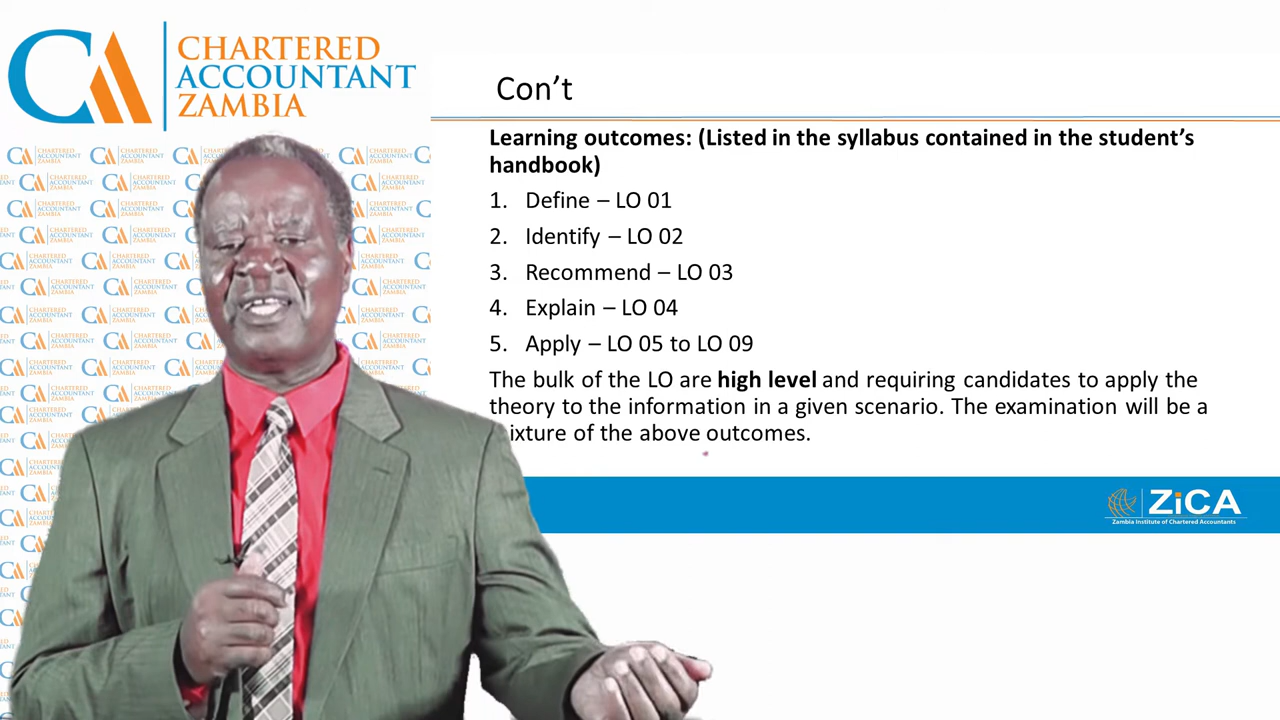 CHARTERED
ACCOUNTANT
ZAMBIA
Con’t
Learning outcomes: (Listed in the syllabus contained in the student’s
handbook)
1. Define – LO 01
2. Identify – LO 02
3. Recommend – LO 03
4. Explain – LO 04
5. Apply – LO 05 to LO 09
The bulk of the LO are high level and requiring candidates to apply the
theory to the information in a given scenario. The examination will be a
ixture of the above outcomes.
ZiCA
Zambia Institute of Chartered Accountants